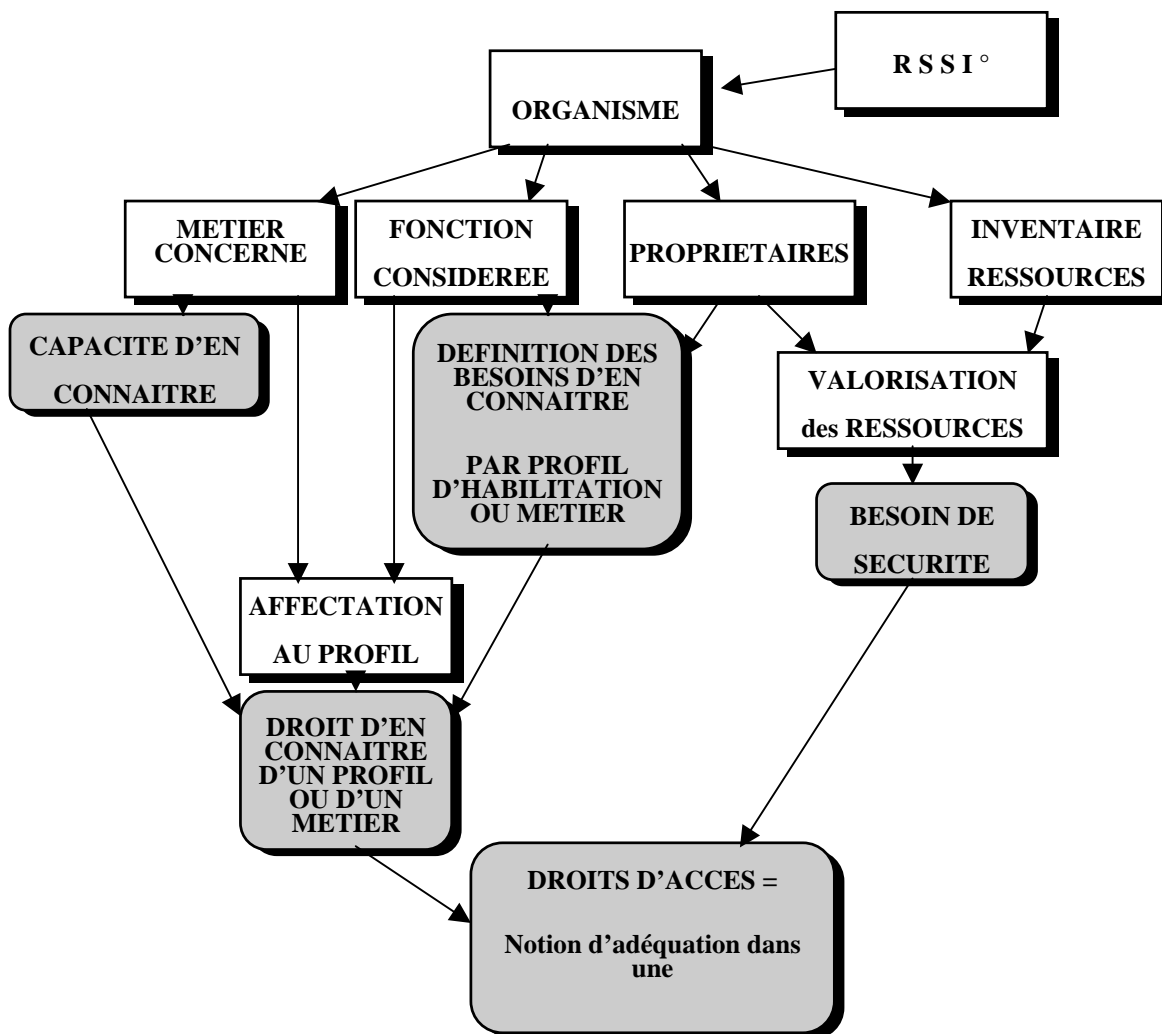 R S S I °
ORGANISME
METIER
CONCERNE
FONCTION
CONSIDEREE
PROPRIETAIRES
INVENTAIRE
RESSOURCES
CAPACITE D’EN
CONNAITRE
DEFINITION DES
BESOINS D’EN
CONNAITRE
PAR PROFIL
D’HABILITATION
OU METIER
VALORISATION
des RESSOURCES
BESOIN DE
SECURITE
AFFECTATION
AU PROFIL
DROIT D’EN
CONNAITRE
D’UN PROFIL
OU D’UN
METIER
DROITS D’ACCES =
Notion d’adéquation dans
une